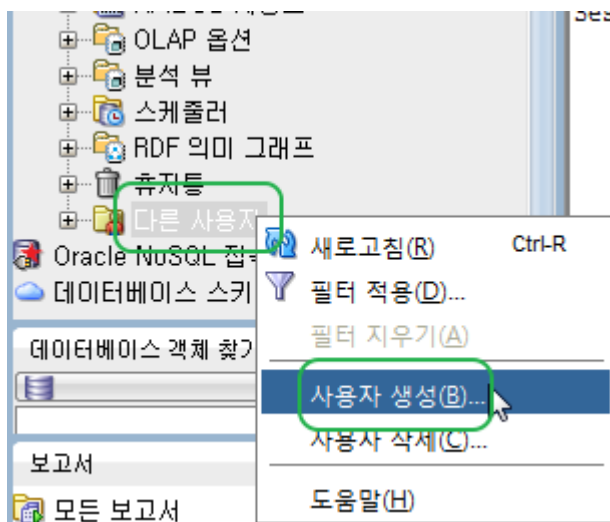 OLAP 옵션
분석 뷰
스케줄러
RDF 의미 그래프
휴지통
다른 사용자
새로고침(R) Ctrl-R
Oracle NoSQL
필터 적용(D)...
데이터베이스 스키
필터 지우기(A)
데이터베이스 객체 찾기
사용자 생성(B)...
사용자 삭제(C)...
보고서
도움말(H)
모든 보고서